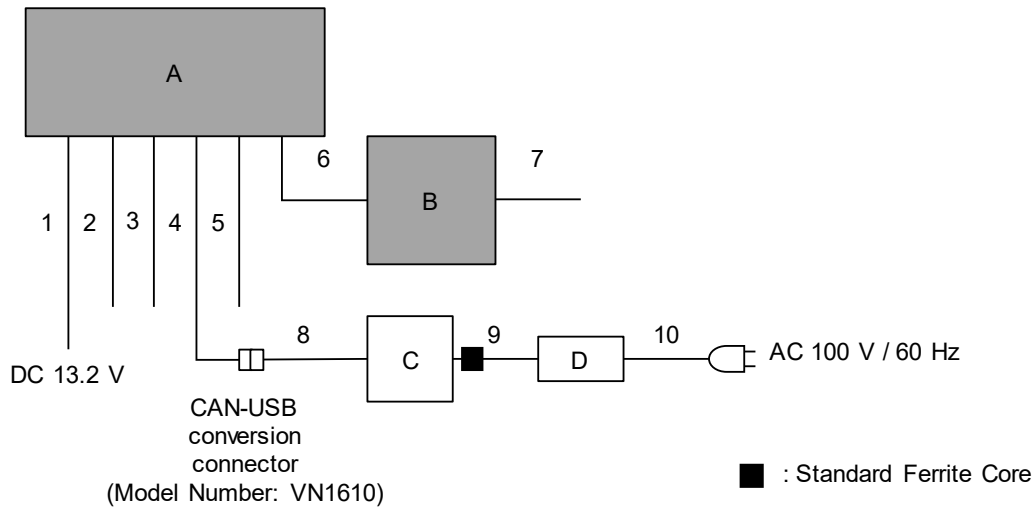 A
6
7
B
1
2
3
4
5
8
9
10
C
D
AC 100 V / 60 Hz
DC 13.2 V
CAN-USB
conversion
connector
(Model Number: VN1610)
: Standard Ferrite Core